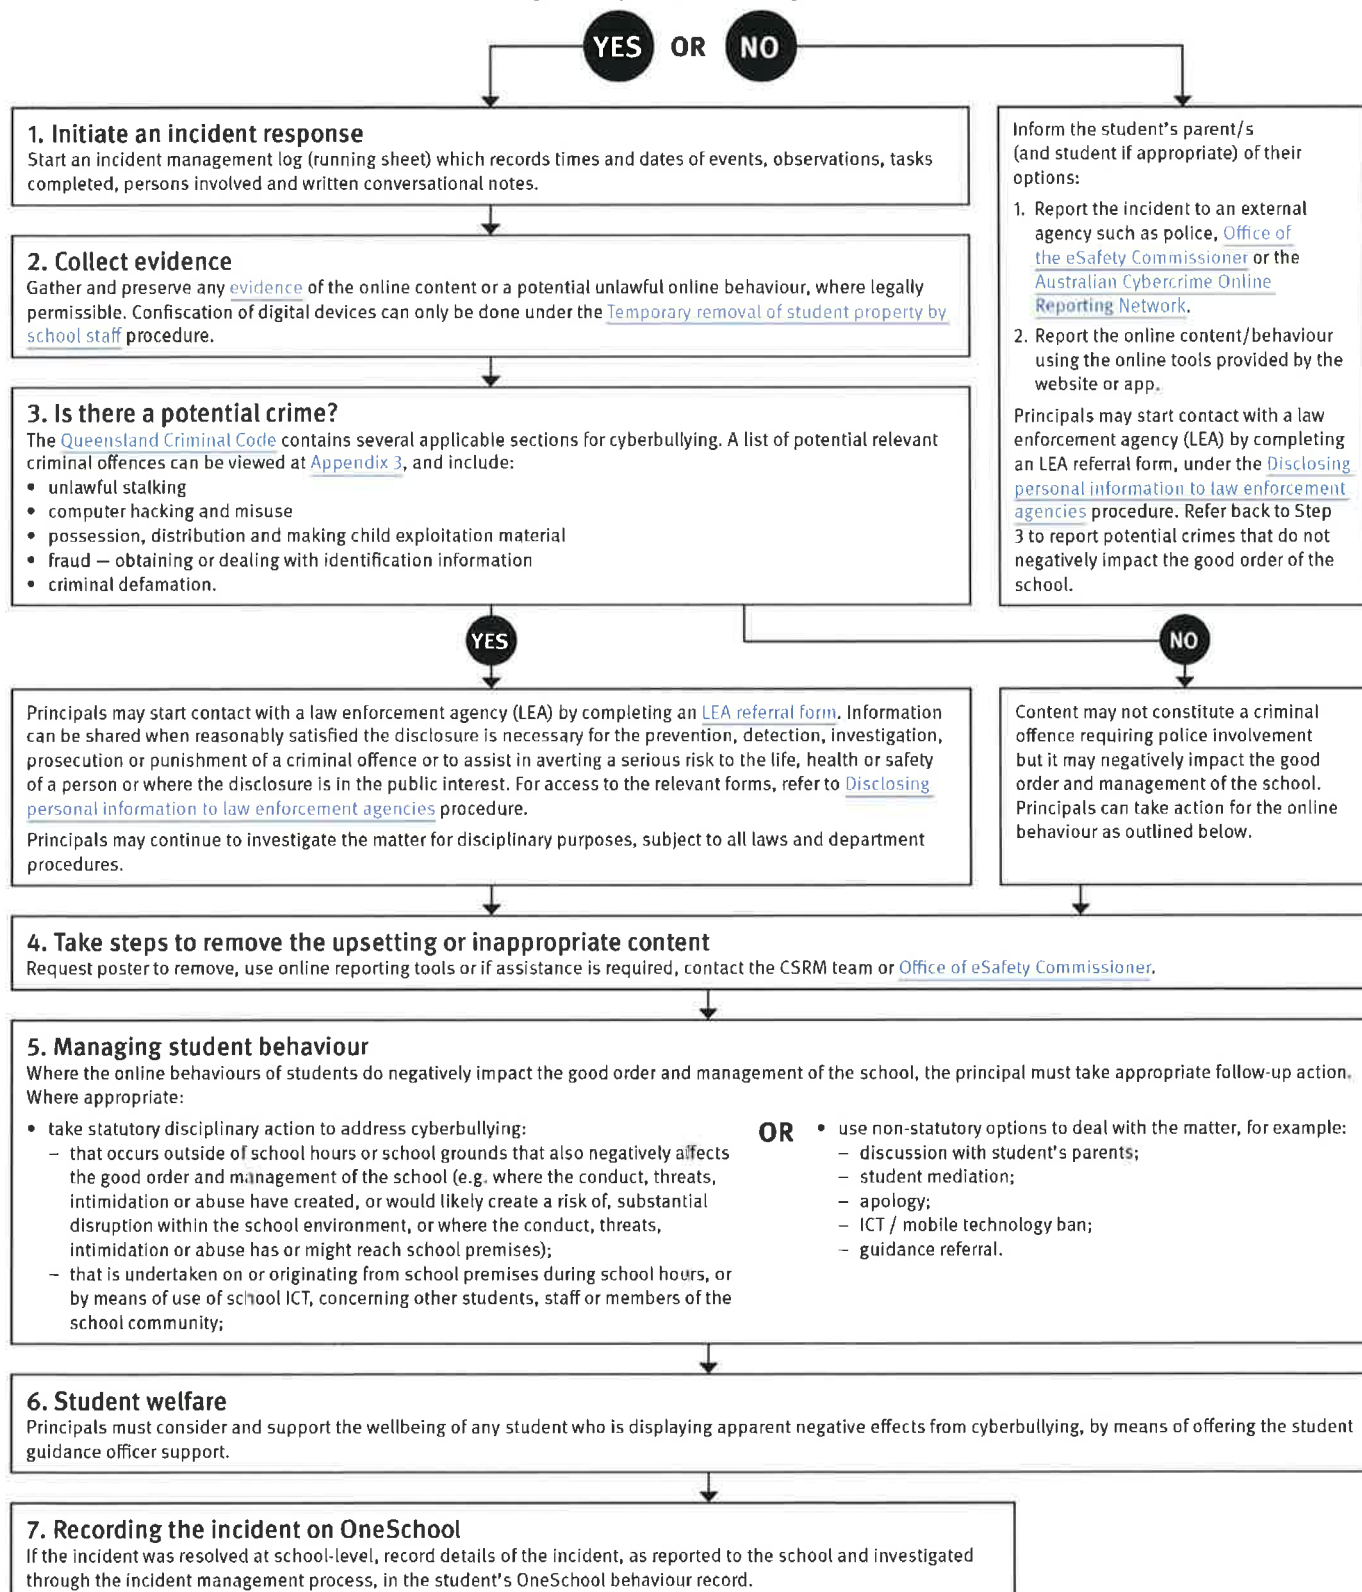 YES OR NO
1. Initiate an incident response
Start an incident management log (running sheet) which records times and dates of events, observations, tasks
completed, persons involved and written conversational notes.
2. Collect evidence
Gather and preserve any evidence of the online content or a potential unlawful online behaviour, where legally
permissible. Confiscation of digital devices can only be done under the Temporary removal of student property by
school staff procedure.
3. Is there a potential crime?
The Queensland Criminal Code contains several applicable sections for cyberbullying. A list of potential relevant
criminal offences can be viewed at Appendix 3, and include:
• unlawful stalking
• computer hacking and misuse
• possession, distribution and making child exploitation material
• fraud — obtaining or dealing with identification information
• criminal defamation.
Inform the student's parent/s
(and student if appropriate) of their
options:
1. Report the incident to an external
agency such as police, Office of
the eSafety Commissioner or the
Australian Cybercrime Online
Reporting Network.
2. Report the online content/behaviour
using the online tools provided by the
website or app.
Principals may start contact with a law
enforcement agency (LEA) by completing
an LEA referral form, under the Disclosing
personal information to law enforcement
agencies procedure. Refer back to Step
3 to report potential crimes that do not
negatively impact the good order of the
school.
YES
NO
Principals may start contact with a law enforcement agency (LEA) by completing an LEA referral form. Information
can be shared when reasonably satisfied the disclosure is necessary for the prevention, detection, investigation,
prosecution or punishment of a criminal offence or to assist in averting a serious risk to the life, health or safety
of a person or where the disclosure is in the public interest. For access to the relevant forms, refer to Disclosing
personal information to law enforcement agencies procedure.
Principals may continue to investigate the matter for disciplinary purposes, subject to all laws and department
procedures.
Content may not constitute a criminal
offence requiring police involvement
but it may negatively impact the good
order and management of the school.
Principals can take action for the online
behaviour as outlined below.
4. Take steps to remove the upsetting or inappropriate content
Request poster to remove, use online reporting tools or if assistance is required, contact the CSRM team or Office of eSafety Commissioner.
5. Managing student behaviour
Where the online behaviours of students do negatively impact the good order and management of the school, the principal must take appropriate follow-up action.
Where appropriate:
• take statutory disciplinary action to address cyberbullying:
– that occurs outside of school hours or school grounds that also negatively affects
the good order and management of the school (e.g. where the conduct, threats,
intimidation or abuse have created, or would likely create a risk of, substantial
disruption within the school environment, or where the conduct, threats,
intimidation or abuse has or might reach school premises);
– that is undertaken on or originating from school premises during school hours, or
by means of use of school ICT, concerning other students, staff or members of the
school community;
OR
• use non-statutory options to deal with the matter, for example:
– discussion with student's parents;
– student mediation;
– apology;
– ICT / mobile technology ban;
– guidance referral.
6. Student welfare
Principals must consider and support the wellbeing of any student who is displaying apparent negative effects from cyberbullying, by means of offering the student
guidance officer support.
7. Recording the incident on OneSchool
If the incident was resolved at school-level, record details of the incident, as reported to the school and investigated
through the incident management process, in the student's OneSchool behaviour record.